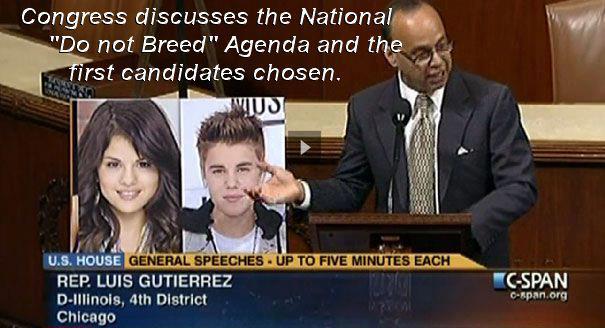 Congress discusses the National
"Do not Breed" Agenda and the
first candidates chosen.
U.S. HOUSE GENERAL SPEECHES - UP TO FIVE MINUTES EACH
REP. LUIS GUTIERREZ
D-Illinois, 4th District
Chicago
C-SPAN
c-span.org